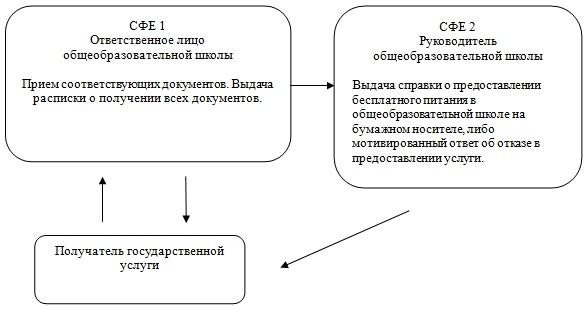 СФЕ 1
Ответственное лицо
общеобразовательной школы
Прием соответствующих документов. Выдача
расписки о получении всех документов.
СФЕ 2
Руководитель
общеобразовательной школы
Выдача справки о предоставлении
бесплатного питания в
общеобразовательной школе на
бумажном носителе, либо
мотивированный ответ об отказе в
предоставлении услуги.
Получатель государственной
услуги